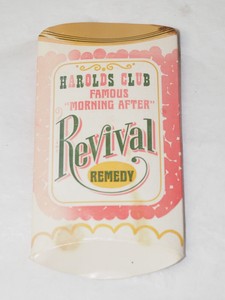 HAROLDS CLUB
FAMOUS
"MORNING AFTER"
Revival
REMEDY